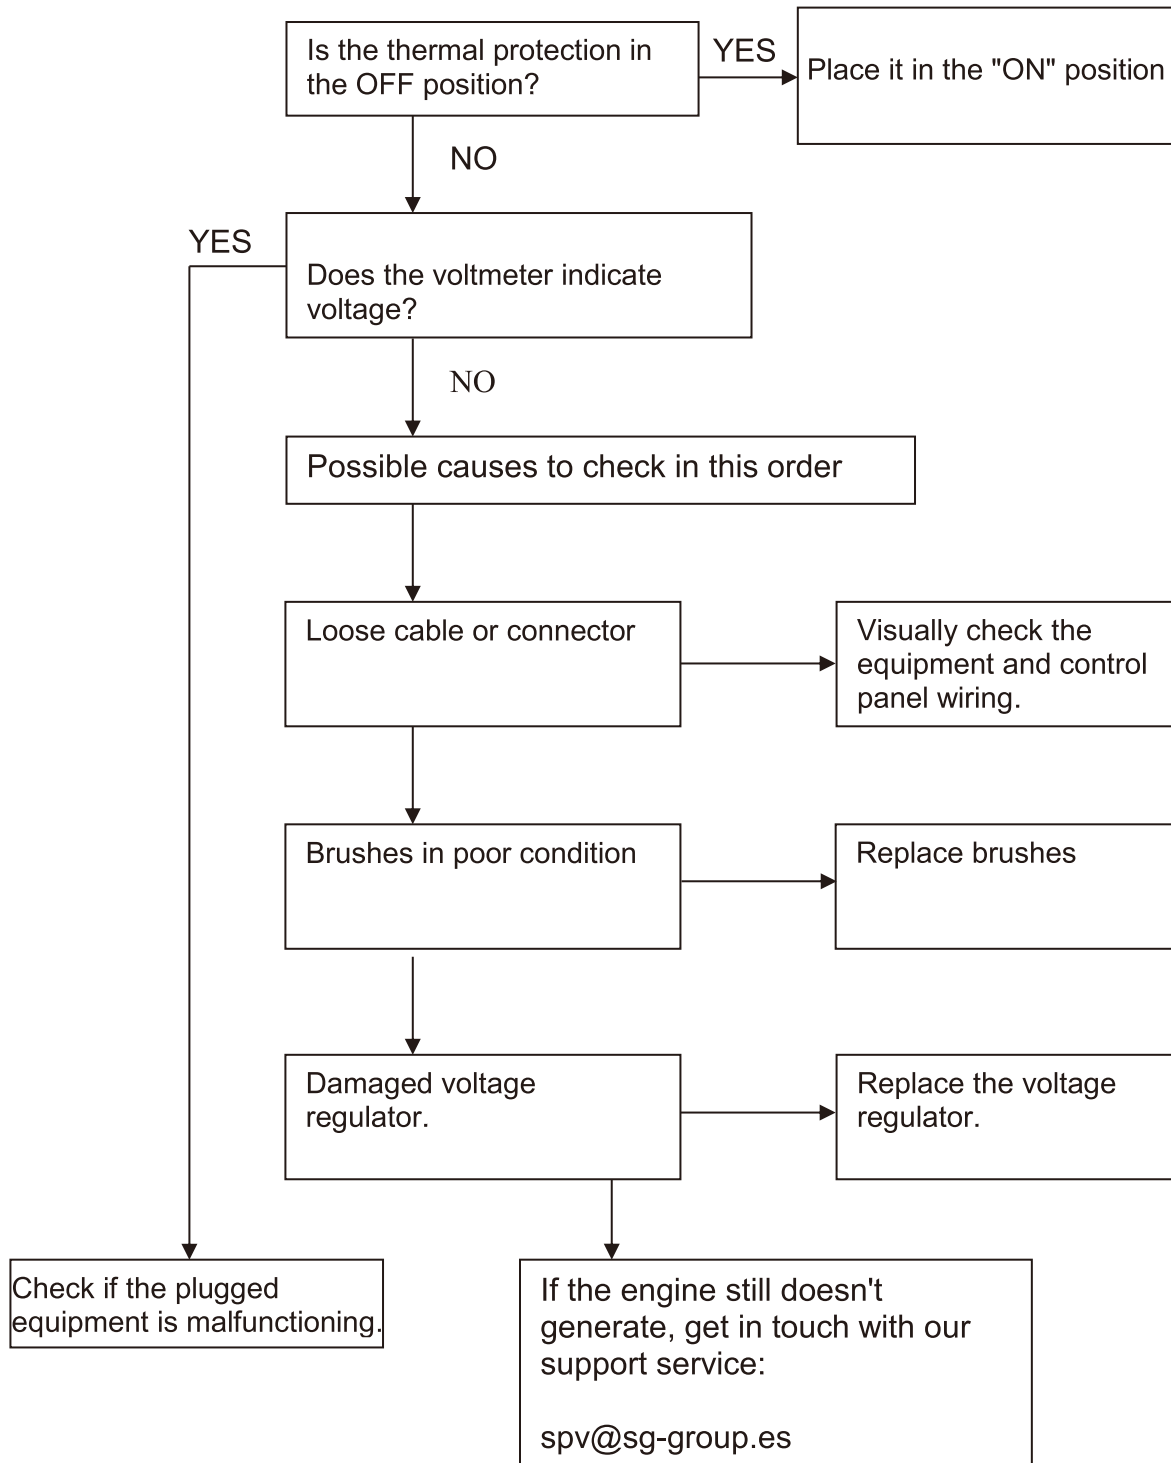 Is the thermal protection in
the OFF position?
YES
Place it in the "ON" position
NO
YES
Does the voltmeter indicate
voltage?
NO
Possible causes to check in this order
Loose cable or connector
Visually check the
equipment and control
panel wiring.
Brushes in poor condition
Replace brushes
Damaged voltage
regulator.
Replace the voltage
regulator.
Check if the plugged
equipment is malfunctioning.
If the engine still doesn't
generate, get in touch with our
support service:
spv@sg-group.es